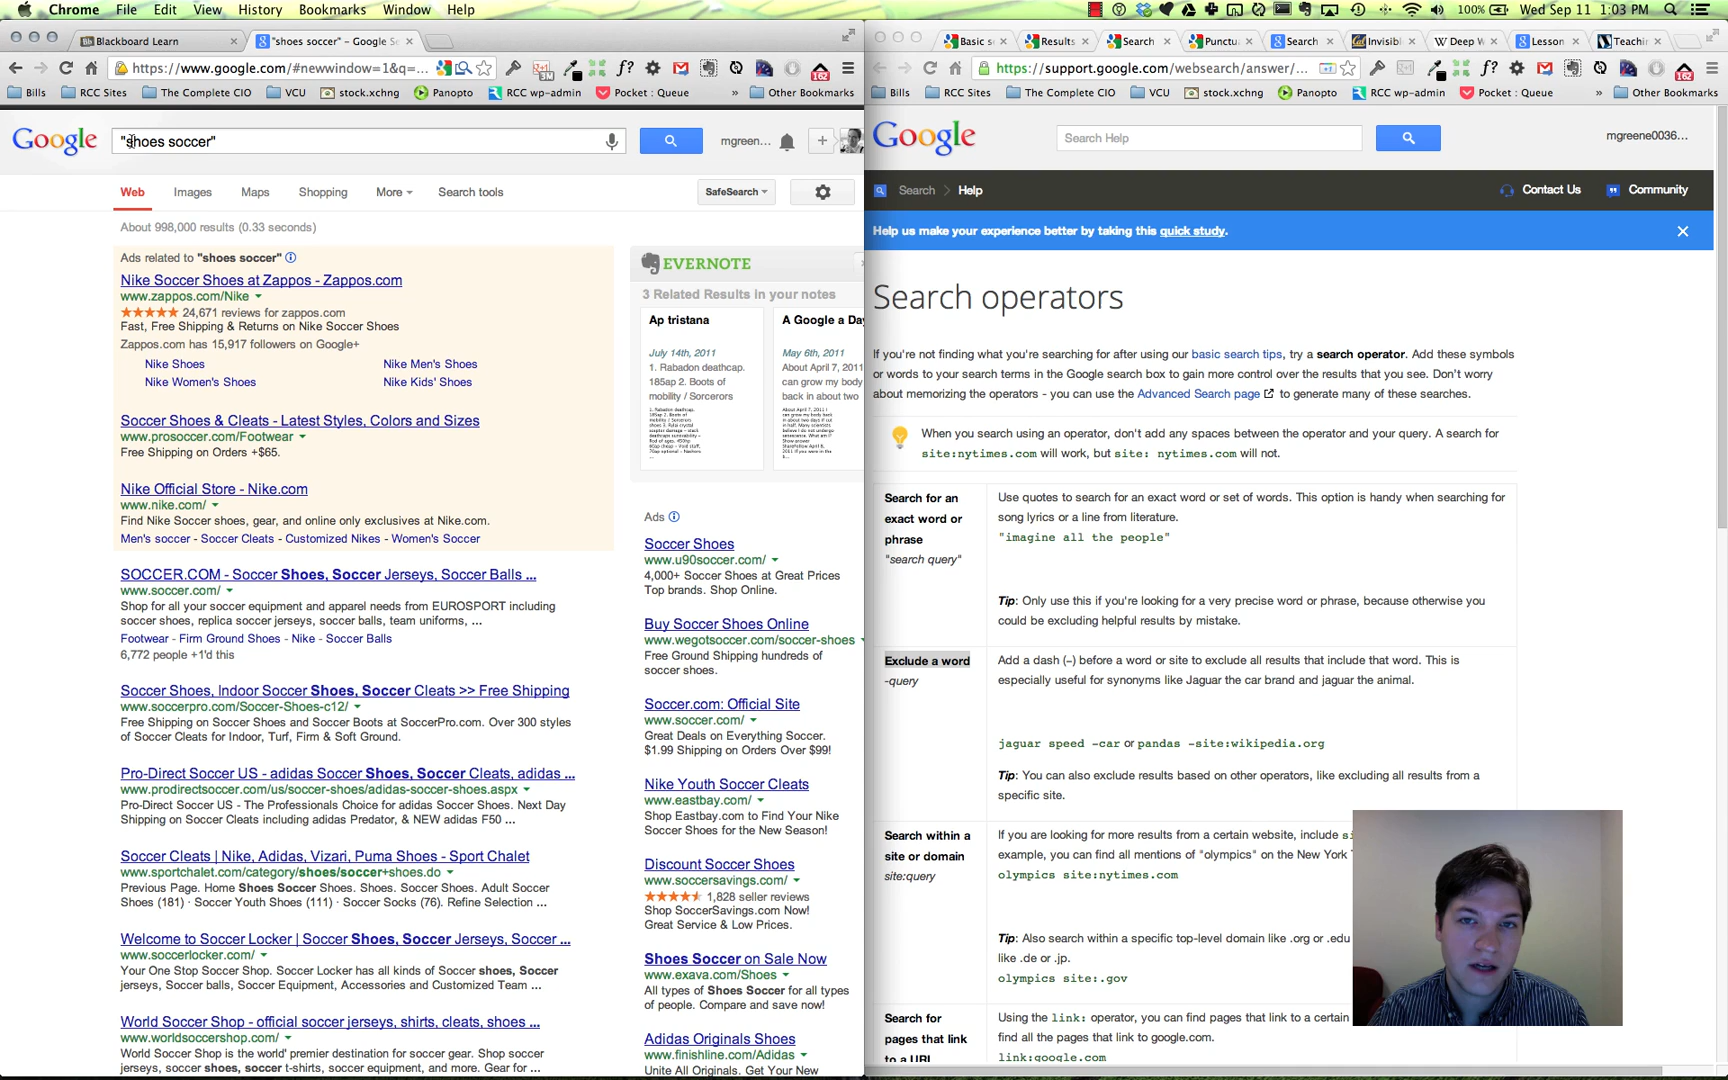 Chrome File Edit View History Bookmarks Window Help
100% Wed Sep 11 1:03 PM
Blackboard Learn
"shoes soccer" - Google Se
https://www.google.com/#newwindow=1&q=...
Bills RCC Sites The Complete CIO VCU stock.xchng Panopto RCC wp-admin Pocket : Queue » Other Bookmarks
Google
"shoes soccer"
mgreen...
Web Images Maps Shopping More Search tools
SafeSearch
About 998,000 results (0.33 seconds)
Ads related to "shoes soccer"
Nike Soccer Shoes at Zappos - Zappos.com
www.zappos.com/Nike
24,671 reviews for zappos.com
Fast, Free Shipping & Returns on Nike Soccer Shoes
Zappos.com has 15,917 followers on Google+
Nike Shoes Nike Men's Shoes
Nike Women's Shoes Nike Kids' Shoes
Soccer Shoes & Cleats - Latest Styles, Colors and Sizes
www.prosoccer.com/Footwear
Free Shipping on Orders +$65.
Nike Official Store - Nike.com
www.nike.com/
Find Nike Soccer shoes, gear, and online only exclusives at Nike.com.
Men's soccer - Soccer Cleats - Customized Nikes - Women's Soccer
SOCCER.COM - Soccer Shoes, Soccer Jerseys, Soccer Balls ...
www.soccer.com/
Shop for all your soccer equipment and apparel needs from EUROSPORT including
soccer shoes, replica soccer jerseys, soccer balls, team uniforms, ...
Footwear - Firm Ground Shoes - Nike - Soccer Balls
6,772 people +1'd this
Soccer Shoes, Indoor Soccer Shoes, Soccer Cleats >> Free Shipping
www.soccerpro.com/Soccer-Shoes-c12/
Free Shipping on Soccer Shoes and Soccer Boots at SoccerPro.com. Over 300 styles
of Soccer Cleats for Indoor, Turf, Firm & Soft Ground.
Pro-Direct Soccer US - adidas Soccer Shoes, Soccer Cleats, adidas ...
www.prodirectsoccer.com/us/soccer-shoes/adidas-soccer-shoes.aspx
Pro-Direct Soccer US - The Professionals Choice for adidas Soccer Shoes. Next Day
Shipping on Soccer Cleats including adidas Predator, & NEW adidas F50 ...
Soccer Cleats | Nike, Adidas, Vizari, Puma Shoes - Sport Chalet
www.sportchalet.com/category/shoes/soccer+shoes.do
Previous Page. Home Shoes Soccer Shoes. Shoes. Soccer Shoes. Adult Soccer
Shoes (181) · Soccer Youth Shoes (111) · Soccer Socks (76). Refine Selection ...
Welcome to Soccer Locker | Soccer Shoes, Soccer Jerseys, Soccer ...
www.soccerlocker.com/
Your One Stop Soccer Shop. Soccer Locker has all kinds of Soccer shoes, Soccer
jerseys, Soccer balls, Soccer Equipment, Accessories and Customized Team ...
World Soccer Shop - official soccer jerseys, shirts, cleats, shoes ...
www.worldsoccershop.com/
World Soccer Shop is the world' premier destination for soccer gear. Shop soccer
jerseys, soccer shoes, soccer t-shirts, soccer equipment, and more. Gear for ...
EVERNOTE
3 Related Results in your notes
Ap tristana
July 14th, 2011
1. Rabadon deathcap.
185ap 2. Boots of
mobility / Sorcerors
A Google a Day
May 6th, 2011
About April 7, 2011 I
can grow my body
back in about two
Ads
Soccer Shoes
www.u90soccer.com/
4,000+ Soccer Shoes at Great Prices
Top brands. Shop Online.
Buy Soccer Shoes Online
www.wegotsoccer.com/soccer-shoes
Free Ground Shipping hundreds of
soccer shoes.
Soccer.com: Official Site
www.soccer.com/
Great Deals on Everything Soccer.
$1.99 Shipping on Orders Over $99!
Nike Youth Soccer Cleats
www.eastbay.com/
Shop Eastbay.com to Find Your Nike
Soccer Shoes for the New Season!
Discount Soccer Shoes
www.soccersavings.com/
1,828 seller reviews
Shop SoccerSavings.com Now!
Great Service & Low Prices.
Shoes Soccer on Sale Now
www.exava.com/Shoes
All types of Shoes Soccer for all types
of people. Compare and save now!
Adidas Originals Shoes
www.finishline.com/Adidas
Unite All Originals. Get Your New
Basic s Results Search Punctu Search Invisibl Deep W Lesson Teachin
https://support.google.com/websearch/answer/...
Bills RCC Sites The Complete CIO VCU stock.xchng Panopto RCC wp-admin Pocket : Queue » Other Bookmarks
Google
Search Help
mgreene0036...
Search Help
Contact Us Community
Help us make your experience better by taking this quick study.
Search operators
If you're not finding what you're searching for after using our basic search tips, try a search operator. Add these symbols
or words to your search terms in the Google search box to gain more control over the results that you see. Don't worry
about memorizing the operators - you can use the Advanced Search page to generate many of these searches.
When you search using an operator, don't add any spaces between the operator and your query. A search for
site:nytimes.com will work, but site: nytimes.com will not.
Search for an
exact word or
phrase
"search query"
Use quotes to search for an exact word or set of words. This option is handy when searching for
song lyrics or a line from literature.
"imagine all the people"
Tip: Only use this if you're looking for a very precise word or phrase, because otherwise you
could be excluding helpful results by mistake.
Exclude a word
-query
Add a dash (-) before a word or site to exclude all results that include that word. This is
especially useful for synonyms like Jaguar the car brand and jaguar the animal.
jaguar speed -car or pandas -site:wikipedia.org
Tip: You can also exclude results based on other operators, like excluding all results from a
specific site.
Search within a
site or domain
site:query
If you are looking for more results from a certain website, include si
example, you can find all mentions of "olympics" on the New York
olympics site:nytimes.com
Tip: Also search within a specific top-level domain like .org or .edu
like .de or .jp.
olympics site:.gov
Search for
pages that link
to a URL
Using the link: operator, you can find pages that link to a certain
find all the pages that link to google.com.
link:google.com